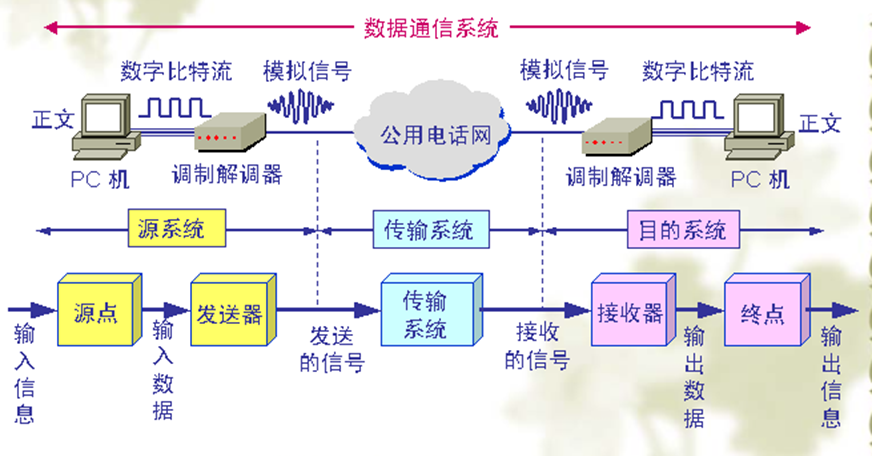 数据通信系统
数字比特流
模拟信号
模拟信号
数字比特流
正文
公用电话网
正文
PC 机
调制解调器
调制解调器
PC 机
源系统
传输系统
目的系统
源点
发送器
传输
系统
接收器
终点
输入信息
输入数据
发送
的信号
接收
的信号
输出数据
输出信息